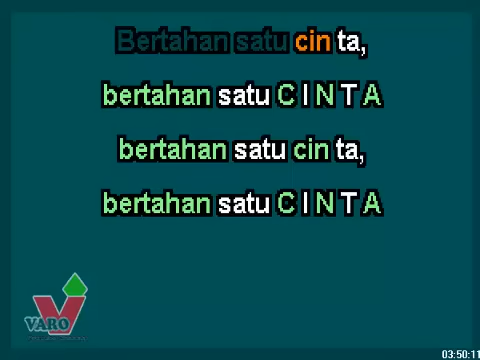 Bertahan satu cin ta,
bertahan satu C I N T A
bertahan satu cin ta,
bertahan satu C I N T A
VARO
03:50:11